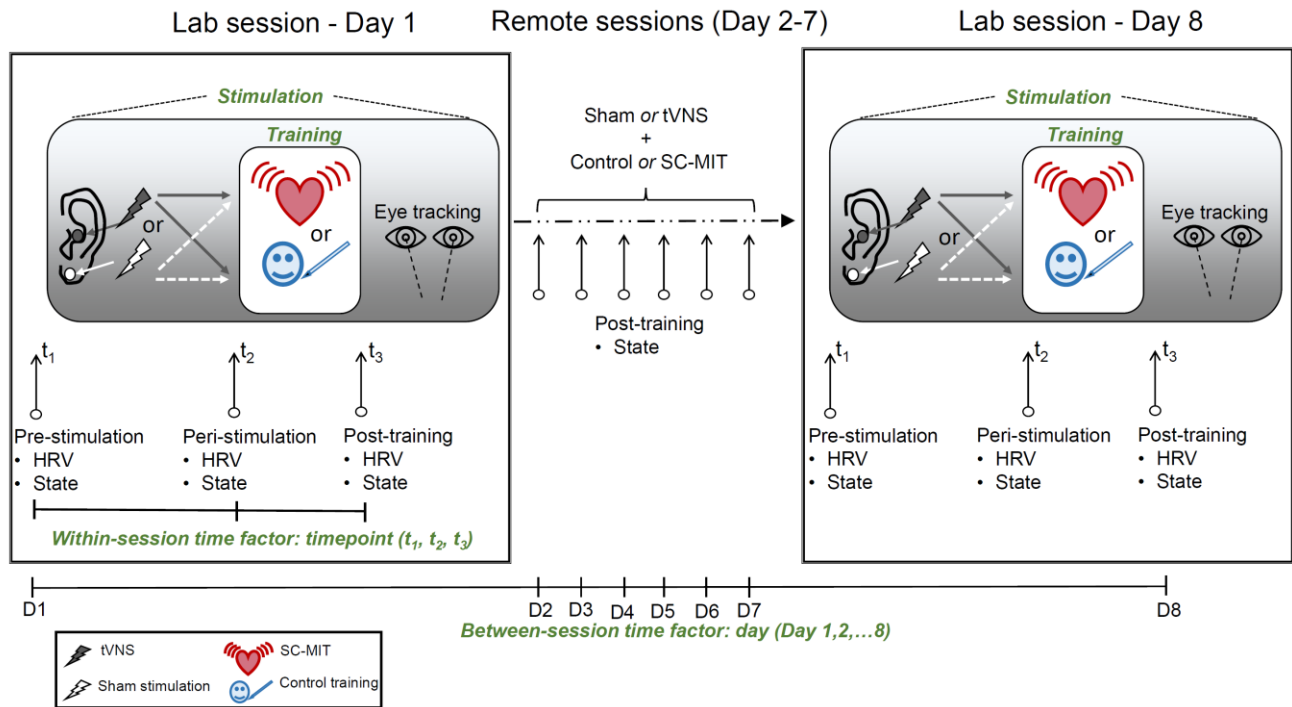 Lab session - Day 1
Remote sessions (Day 2-7)
Lab session - Day 8
Stimulation
Training
or
or
Eye tracking
t1
t2
t3
Pre-stimulation
• HRV
• State
Peri-stimulation
• HRV
• State
Post-training
• HRV
• State
Within-session time factor: timepoint (t1, t2, t3)
Sham or tVNS
+
Control or SC-MIT
Post-training
• State
Stimulation
Training
or
or
Eye tracking
t1
t2
t3
Pre-stimulation
• HRV
• State
Peri-stimulation
• HRV
• State
Post-training
• HRV
• State
D1
D2
D3
D4
D5
D6
D7
D8
Between-session time factor: day (Day 1,2,…8)
tVNS
SC-MIT
Sham stimulation
Control training